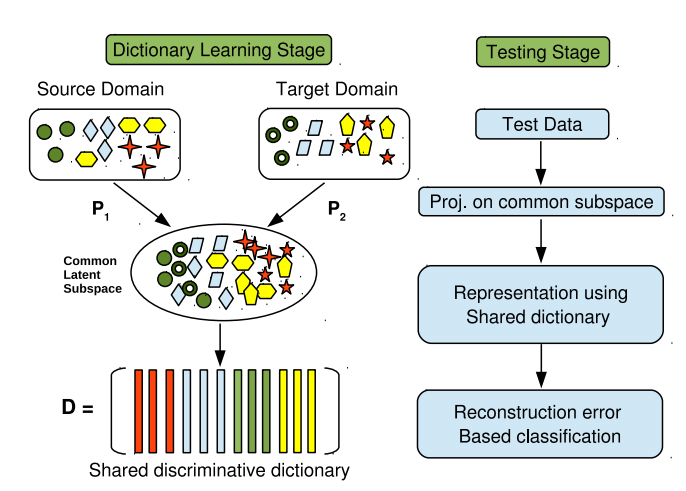 Dictionary Learning Stage
Source Domain
Target Domain
P1
P2
Common
Latent
Subspace
D =
Shared discriminative dictionary
Testing Stage
Test Data
Proj. on common subspace
Representation using
Shared dictionary
Reconstruction error
Based classification